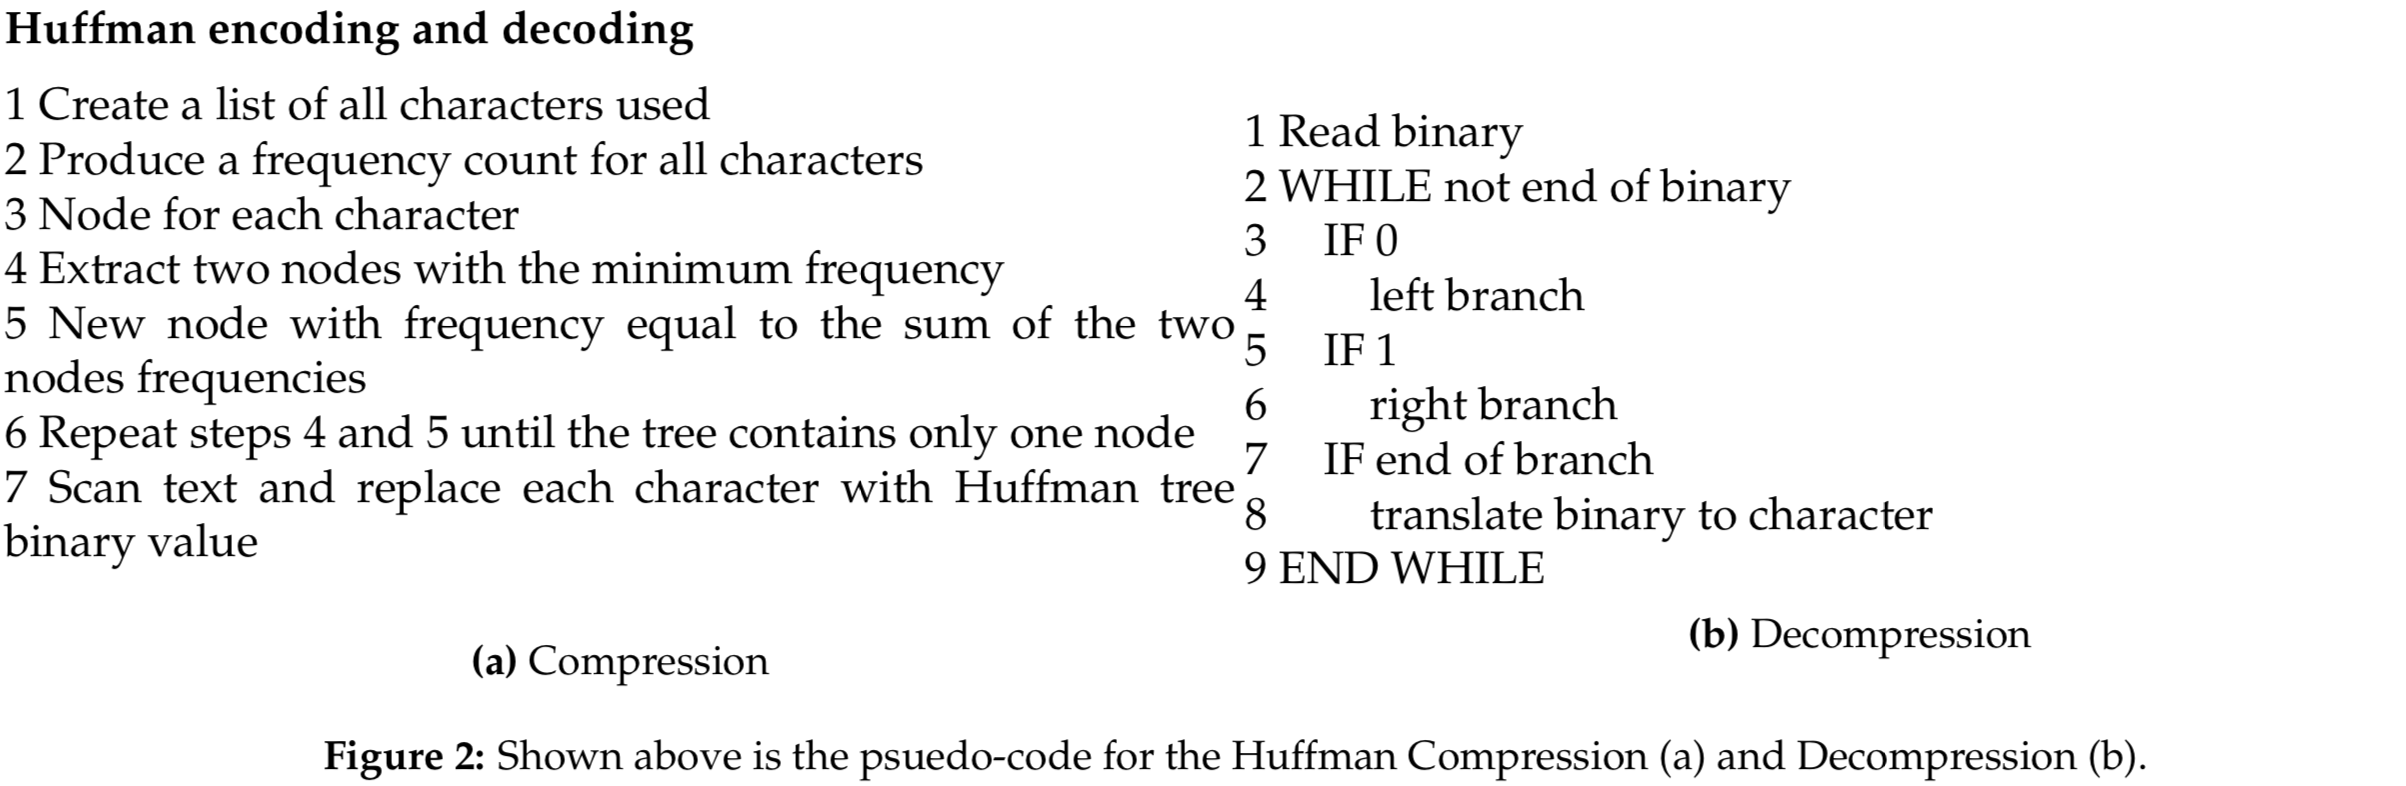 Huffman encoding and decoding
1 Create a list of all characters used
2 Produce a frequency count for all characters
3 Node for each character
4 Extract two nodes with the minimum frequency
5 New node with frequency equal to the sum of the two
nodes frequencies
6 Repeat steps 4 and 5 until the tree contains only one node
7 Scan text and replace each character with Huffman tree
binary value
(a) Compression
1 Read binary
2 WHILE not end of binary
3 IF 0
4 left branch
5 IF 1
6 right branch
7 IF end of branch
8 translate binary to character
9 END WHILE
(b) Decompression
Figure 2: Shown above is the psuedo-code for the Huffman Compression (a) and Decompression (b).